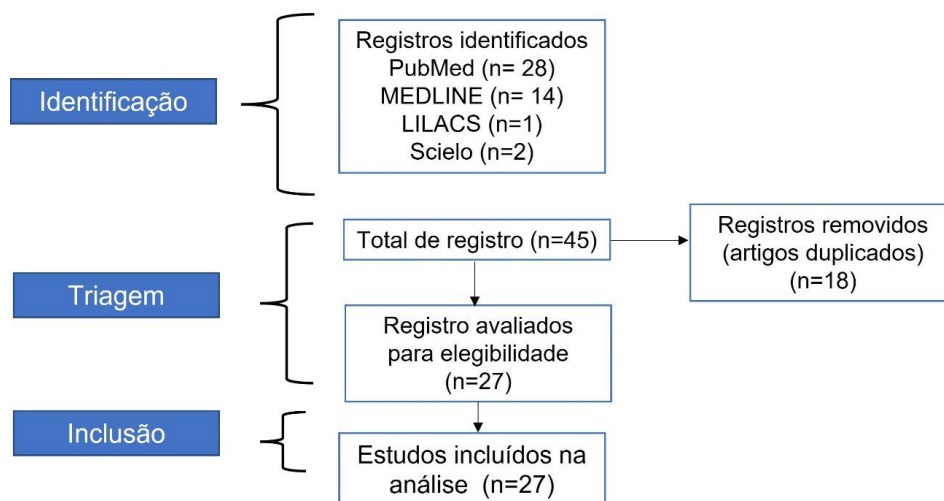 Identificação
Registros identificados
PubMed (n= 28)
MEDLINE (n= 14)
LILACS (n=1)
Scielo (n=2)
Triagem
Total de registro (n=45)
Registros removidos
(artigos duplicados)
(n=18)
Registro avaliados
para elegibilidade
(n=27)
Inclusão
Estudos incluídos na
análise (n=27)